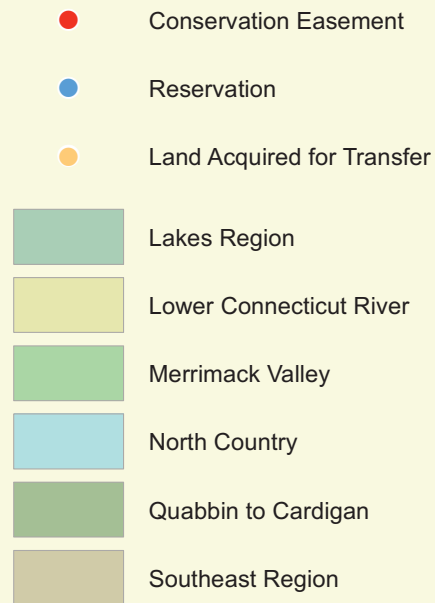 Conservation Easement
Reservation
Land Acquired for Transfer
Lakes Region
Lower Connecticut River
Merrimack Valley
North Country
Quabbin to Cardigan
Southeast Region